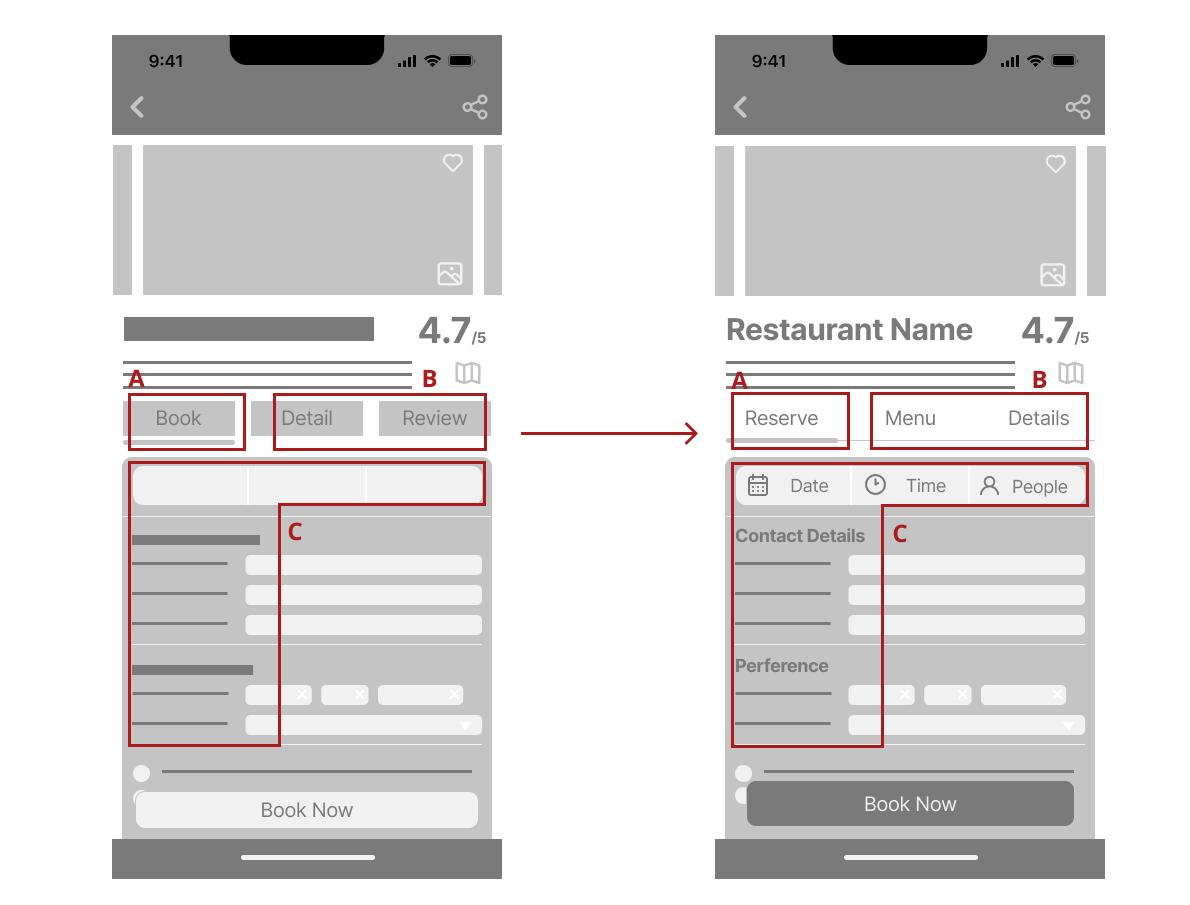 9:41
4.7/5
A
B
Book
Detail
Review
C
Book Now
9:41
Restaurant Name
4.7/5
A
B
Reserve
Menu
Details
Date
Time
People
Contact Details
C
Perference
Book Now